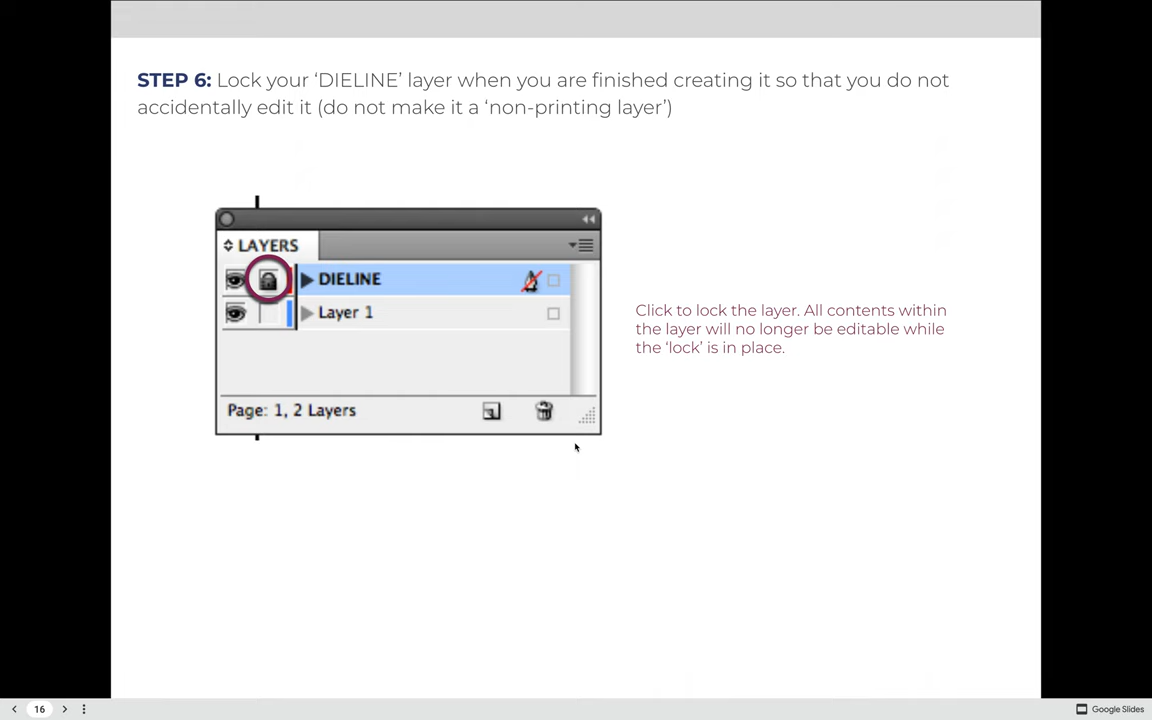 STEP 6: Lock your ‘DIELINE’ layer when you are finished creating it so that you do not
accidentally edit it (do not make it a ‘non-printing layer’)
LAYERS
DIELINE
Layer 1
Page: 1, 2 Layers
Click to lock the layer. All contents within
the layer will no longer be editable while
the ‘lock’ is in place.
16
Google Slides